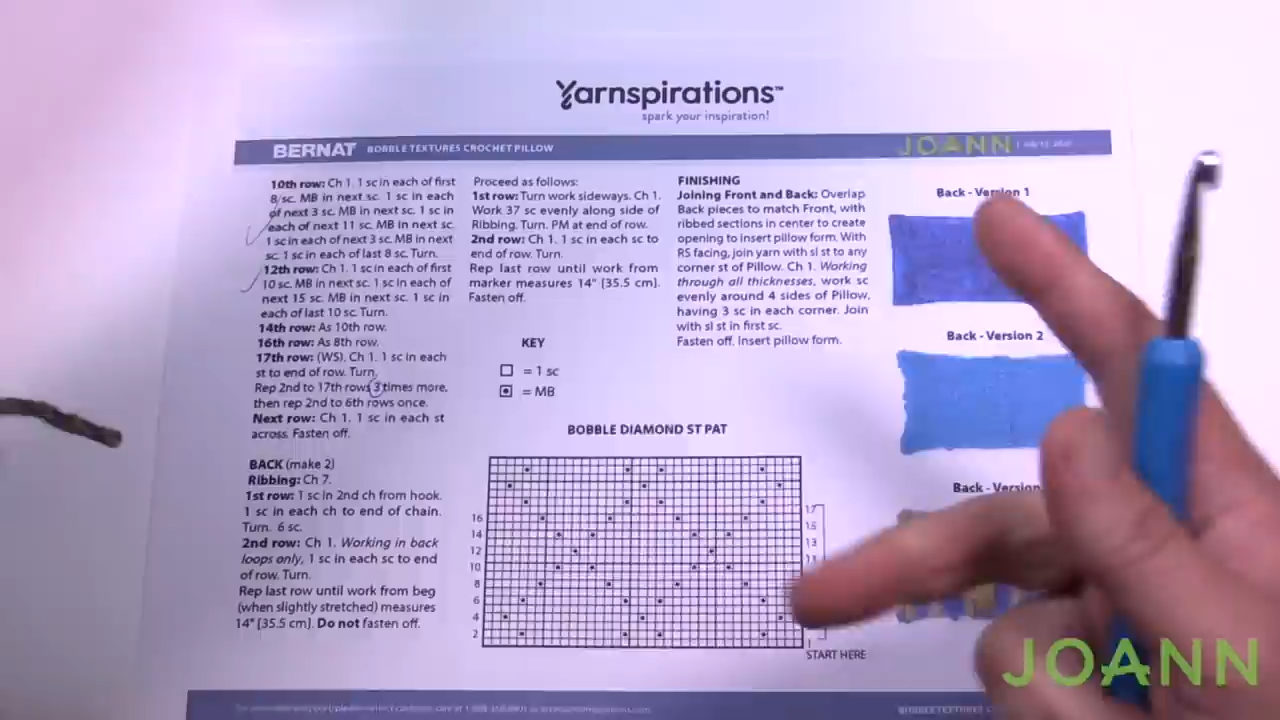 Yarnspirations™
spark your inspiration!
BERNAT BOBBLE TEXTURES CROCHET PILLOW
JOANN
10th row: Ch 1. 1 sc in each of first
8 sc. MB in next sc. 1 sc in each
of next 3 sc. MB in next sc. 1 sc in
each of next 11 sc. MB in next sc.
1 sc in each of next 3 sc. MB in next
sc. 1 sc in each of last 8 sc. Turn.
12th row: Ch 1. 1 sc in each of first
10 sc. MB in next sc. 1 sc in each of
next 15 sc. MB in next sc. 1 sc in
each of last 10 sc. Turn.
14th row: As 10th row.
16th row: As 8th row.
17th row: (WS). Ch 1. 1 sc in each
st to end of row. Turn.
Rep 2nd to 17th rows 3 times more,
then rep 2nd to 6th rows once.
Next row: Ch 1. 1 sc in each st
across. Fasten off.
BACK (make 2)
Ribbing: Ch 7.
1st row: 1 sc in 2nd ch from hook.
1 sc in each ch to end of chain.
Turn. 6 sc.
2nd row: Ch 1. Working in back
loops only, 1 sc in each sc to end
of row. Turn.
Rep last row until work from beg
(when slightly stretched) measures
14" [35.5 cm]. Do not fasten off.
Proceed as follows:
1st row: Turn work sideways. Ch 1.
Work 37 sc evenly along side of
Ribbing. Turn. PM at end of row.
2nd row: Ch 1. 1 sc in each sc to
end of row. Turn.
Rep last row until work from
marker measures 14" [35.5 cm].
Fasten off.
KEY
= 1 sc
= MB
FINISHING
Joining Front and Back: Overlap
Back pieces to match Front, with
ribbed sections in center to create
opening to insert pillow form. With
RS facing, join yarn with sl st to any
corner st of Pillow. Ch 1. Working
through all thicknesses, work sc
evenly around 4 sides of Pillow,
having 3 sc in each corner. Join
with sl st in first sc.
Fasten off. Insert pillow form.
BOBBLE DIAMOND ST PAT
16
14
12
10
8
6
4
2
17
15
13
11
1
START HERE
Back - Version 1
Back - Version 2
Back - Version
JOANN